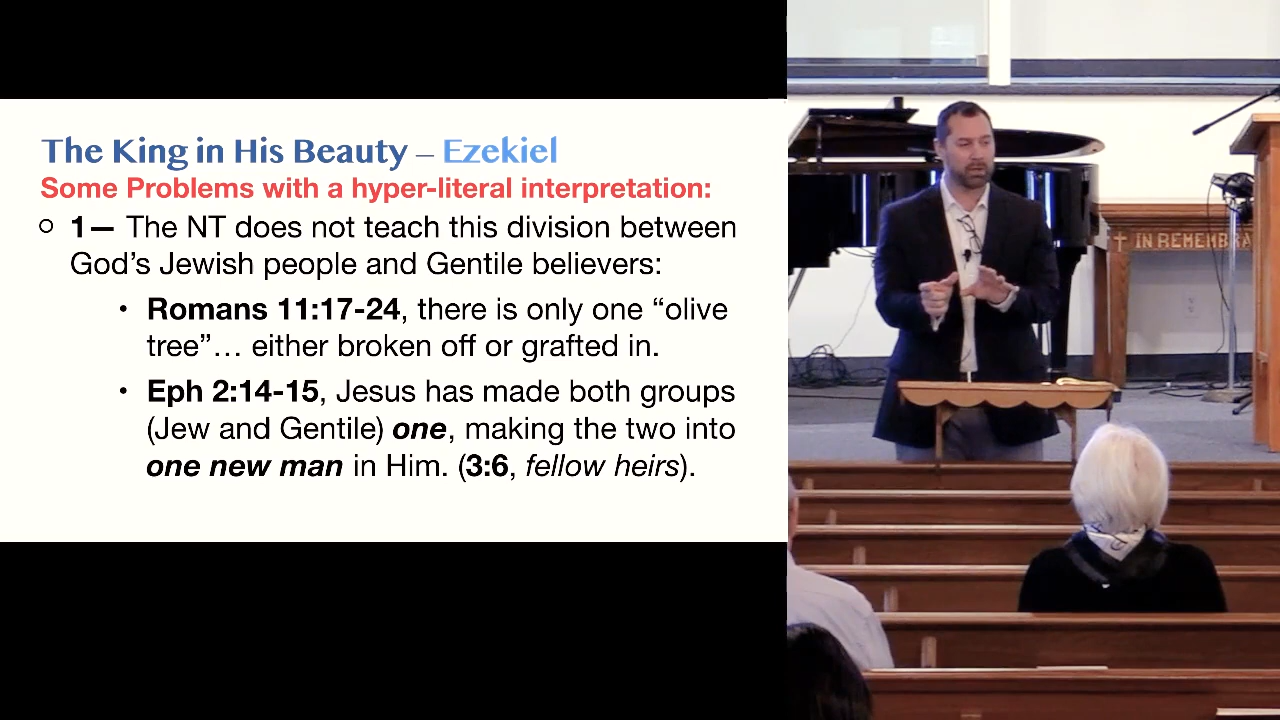 The King in His Beauty – Ezekiel
Some Problems with a hyper-literal interpretation:
1— The NT does not teach this division between
God's Jewish people and Gentile believers:
• Romans 11:17-24, there is only one “olive
tree”… either broken off or grafted in.
• Eph 2:14-15, Jesus has made both groups
(Jew and Gentile) one, making the two into
one new man in Him. (3:6, fellow heirs).
IN REMEMBRA